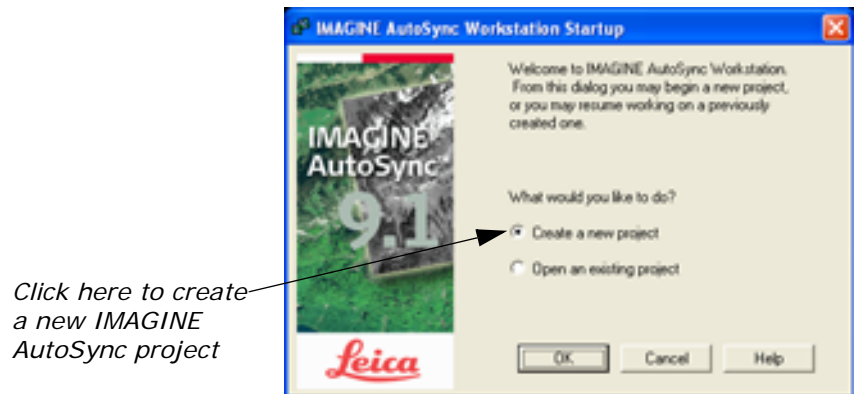 IMAGINE AutoSync Workstation Startup
Welcome to IMAGINE AutoSync Workstation.
From this dialog you may begin a new project,
or you may resume working on a previously
created one.
IMAGINE
AutoSync
9.1
What would you like to do?
Create a new project
Open an existing project
Click here to create
a new IMAGINE
AutoSync project
Leica
OK
Cancel
Help